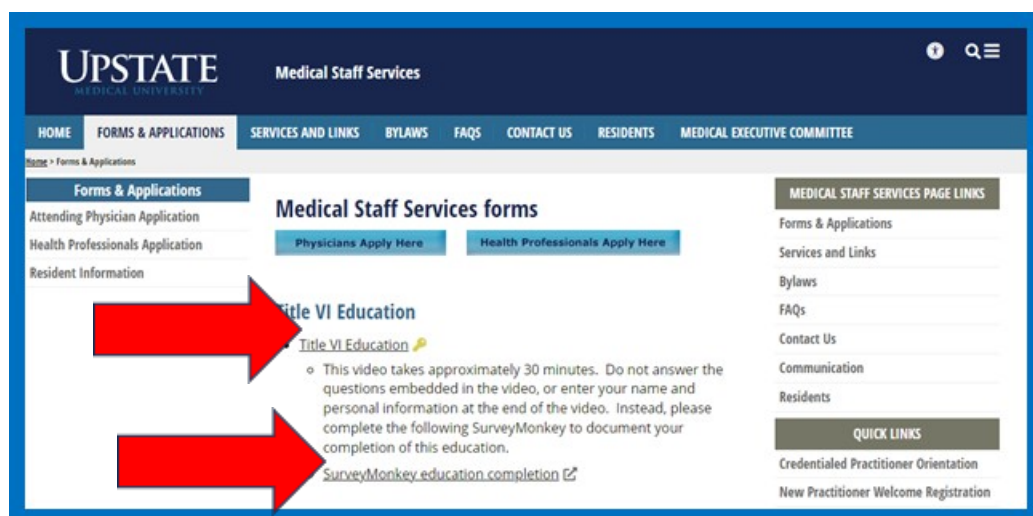 UPSTATE
MEDICAL UNIVERSITY
Medical Staff Services
HOME FORMS & APPLICATIONS SERVICES AND LINKS BYLAWS FAQS CONTACT US RESIDENTS MEDICAL EXECUTIVE COMMITTEE
Home > Forms & Applications
Forms & Applications
Attending Physician Application
Health Professionals Application
Resident Information
Medical Staff Services forms
Physicians Apply Here Health Professionals Apply Here
Title VI Education
Title VI Education
This video takes approximately 30 minutes. Do not answer the
questions embedded in the video, or enter your name and
personal information at the end of the video. Instead, please
complete the following SurveyMonkey to document your
completion of this education.
SurveyMonkey education completion
MEDICAL STAFF SERVICES PAGE LINKS
Forms & Applications
Services and Links
Bylaws
FAQs
Contact Us
Communication
Residents
QUICK LINKS
Credentialed Practitioner Orientation
New Practitioner Welcome Registration